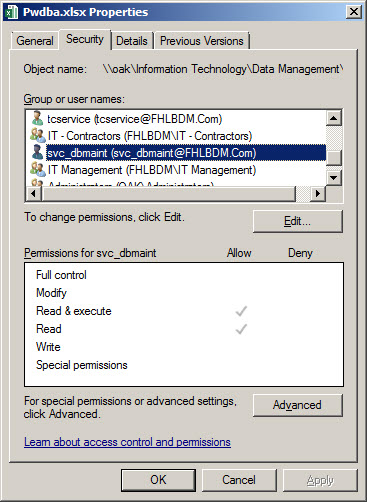 Pwdba.xlsx Properties
General Security Details Previous Versions
Object name: \\oak\Information Technology\Data Management\
Group or user names:
tcservice (tcservice@FHLBDM.Com)
IT - Contractors (FHLBDM\IT - Contractors)
svc_dbmaint (svc_dbmaint@FHLBDM.Com)
IT Management (FHLBDM\IT Management)
To change permissions, click Edit.
Edit...
Permissions for svc_dbmaint Allow Deny
Full control
Modify
Read & execute
Read
Write
Special permissions
For special permissions or advanced settings,
click Advanced.
Advanced
Learn about access control and permissions
OK Cancel Apply